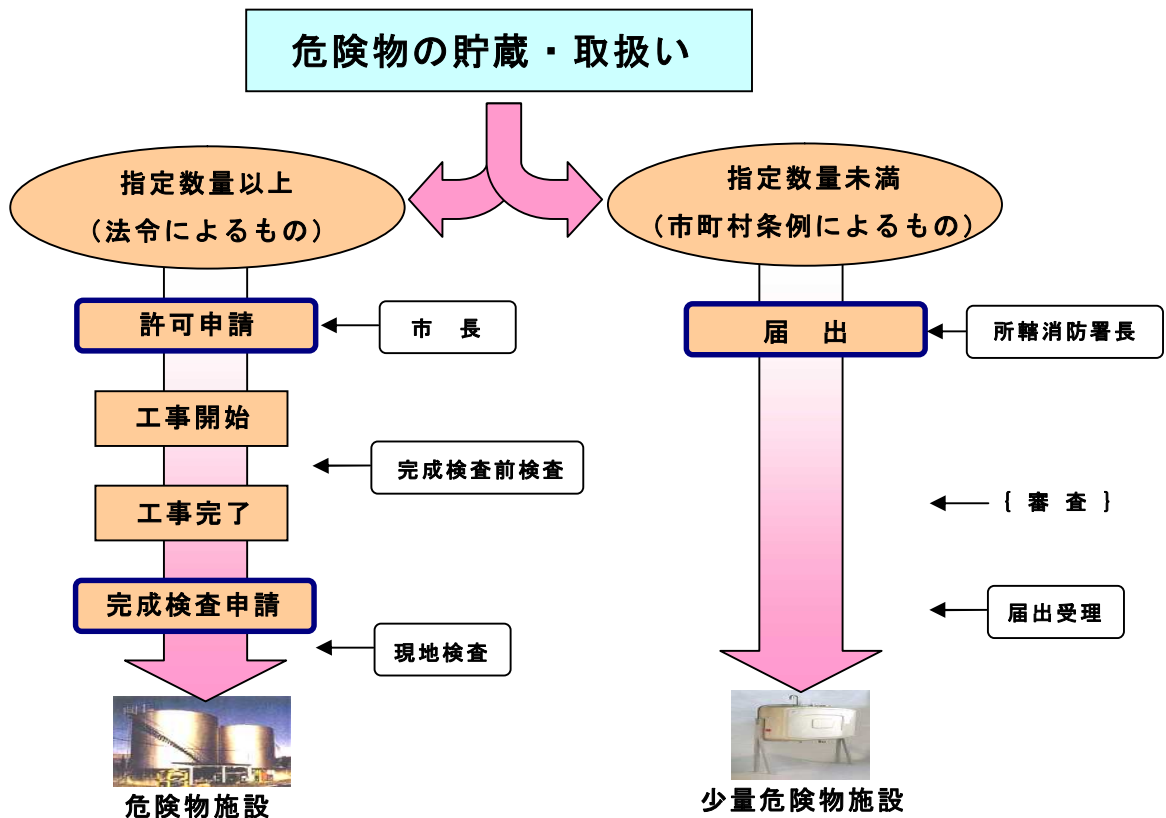 危険物の貯蔵・取扱い
指定数量以上
（法令によるもの）
許可申請
市　長
工事開始
完成検査前検査
工事完了
完成検査申請
現地検査
危険物施設
指定数量未満
（市町村条例によるもの）
届　出
所轄消防署長
｛ 審 査 ｝
届出受理
少量危険物施設